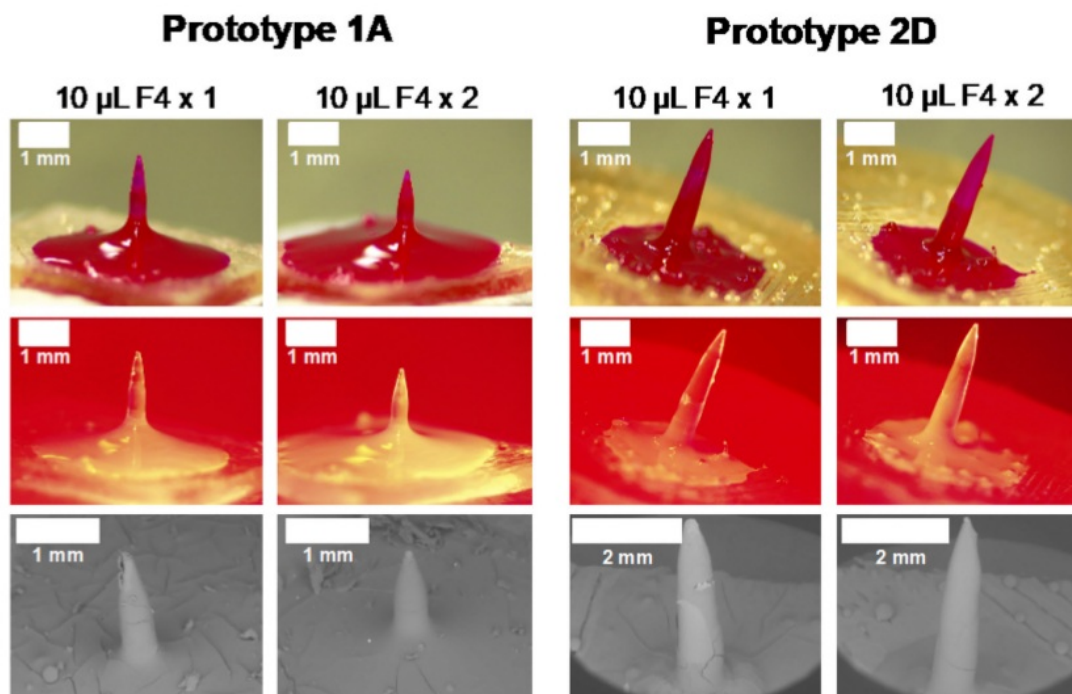 Prototype 1A Prototype 2D
10 µL F4 x 1 10 µL F4 x 2 10 µL F4 x 1 10 µL F4 x 2
1 mm 1 mm 1 mm 1 mm
1 mm 1 mm 1 mm 1 mm
1 mm 1 mm 2 mm 2 mm